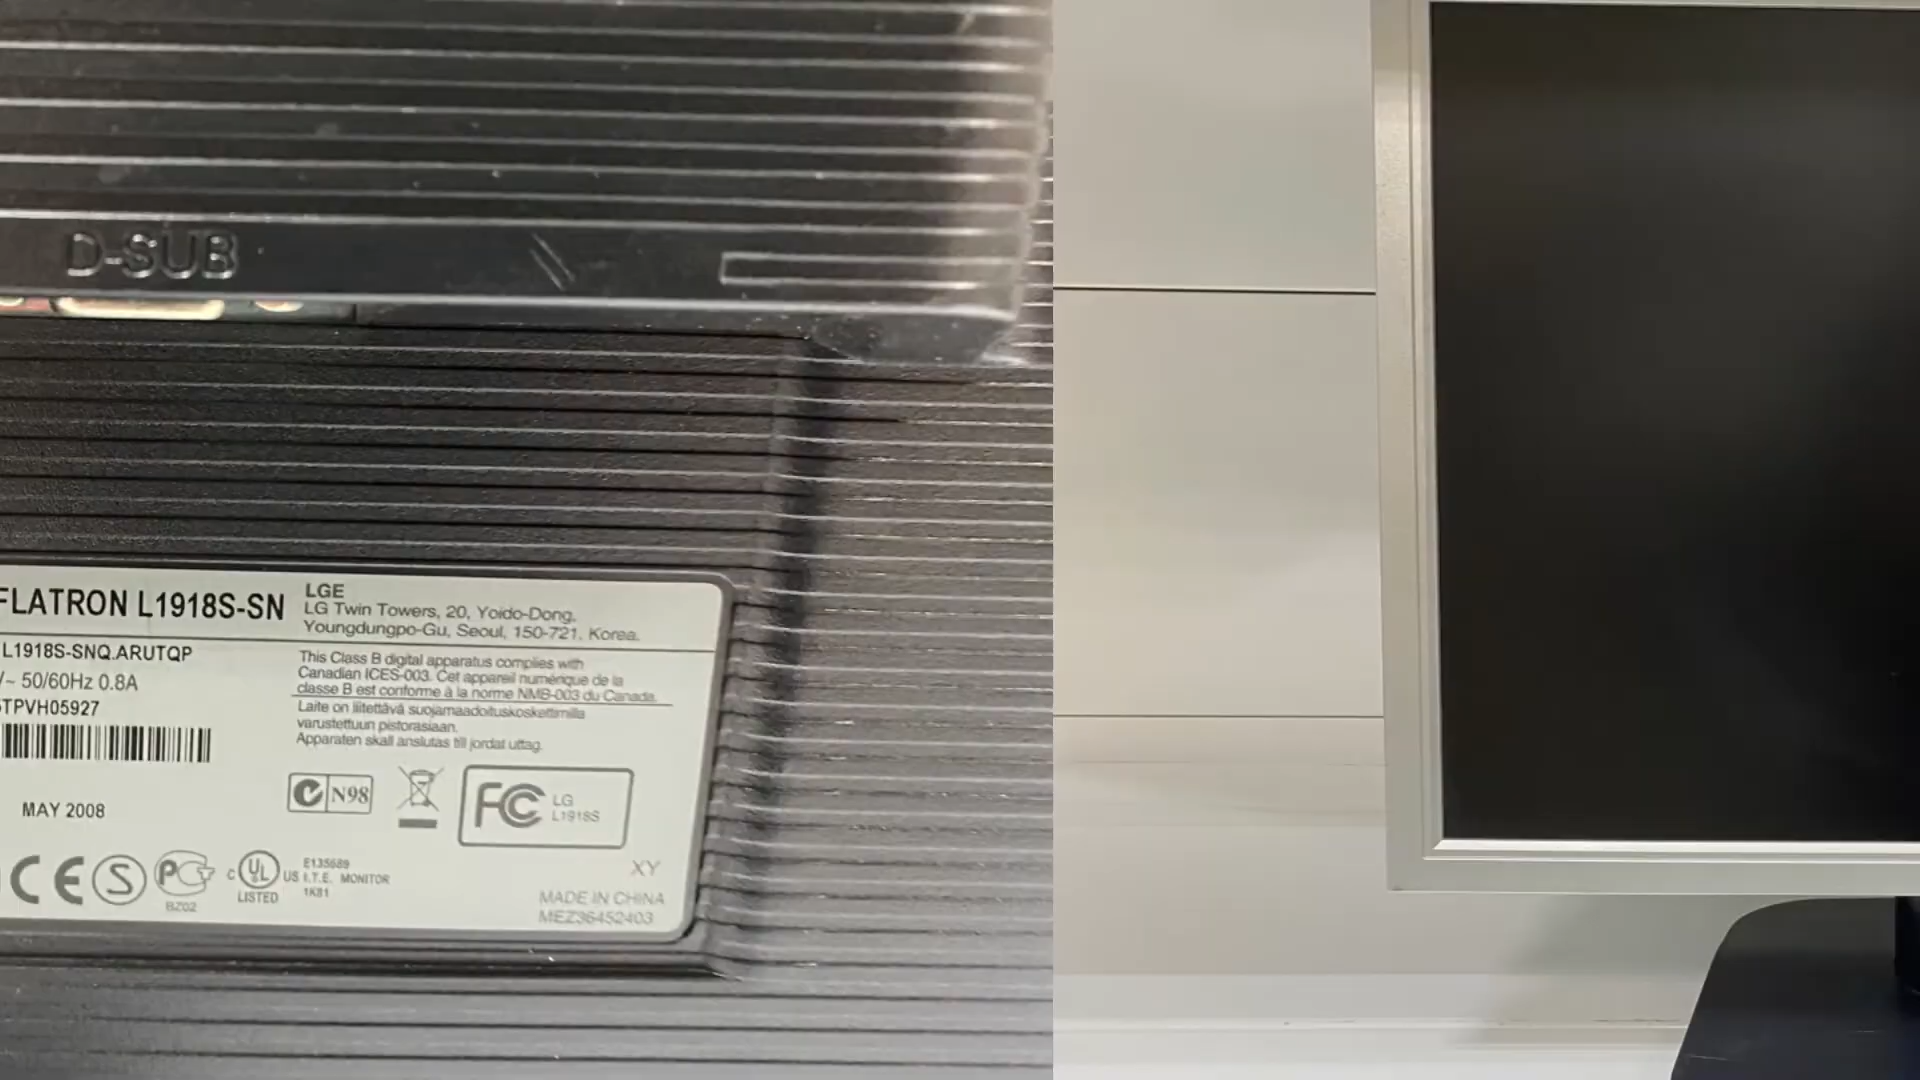 D-SUB
FLATRON L1918S-SN
LGE
LG Twin Towers, 20, Yoido-Dong,
Youngdungpo-Gu, Seoul, 150-721, Korea.
L1918S-SNQ.ARUTQP
~ 50/60Hz 0.8A
TPVH05927
MAY 2008
This Class B digital apparatus complies with
Canadian ICES-003. Cet appareil numérique de la
classe B est conforme à la norme NMB-003 du Canada.
Laite on liitettävä suojamaadoituskoskettimilla
varustettuun pistorasiaan.
Apparaten skall anslutas till jordat uttag.
N98
FC LG
L1918S
CE S PC
BZ02
C UL US
LISTED
E135689
I.T.E. MONITOR
1K81
XY
MADE IN CHINA
MEZ36452403